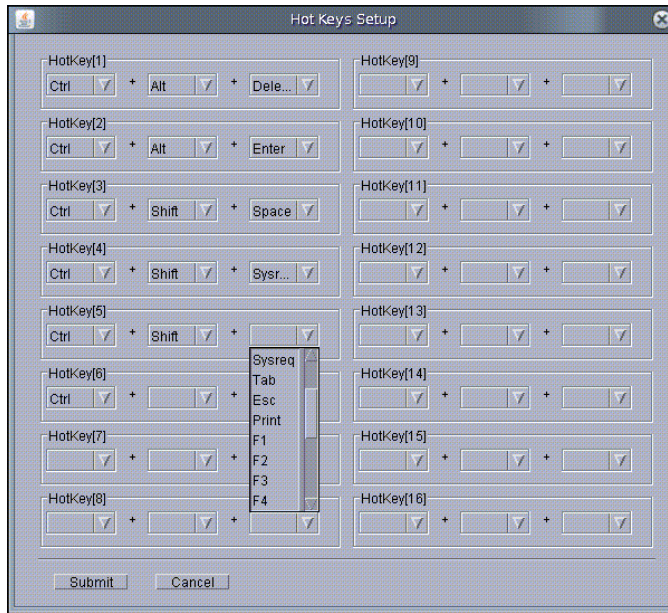 Hot Keys Setup
HotKey[1]
Ctrl + Alt + Dele...
HotKey[2]
Ctrl + Alt + Enter
HotKey[3]
Ctrl + Shift + Space
HotKey[4]
Ctrl + Shift + Sysr...
HotKey[5]
Ctrl + Shift +
Sysreq
Tab
Esc
Print
F1
F2
F3
F4
HotKey[6]
Ctrl + +
HotKey[7]
+ +
HotKey[8]
+ +
HotKey[9]
+ +
HotKey[10]
+ +
HotKey[11]
+ +
HotKey[12]
+ +
HotKey[13]
+ +
HotKey[14]
+ +
HotKey[15]
+ +
HotKey[16]
+ +
Submit Cancel